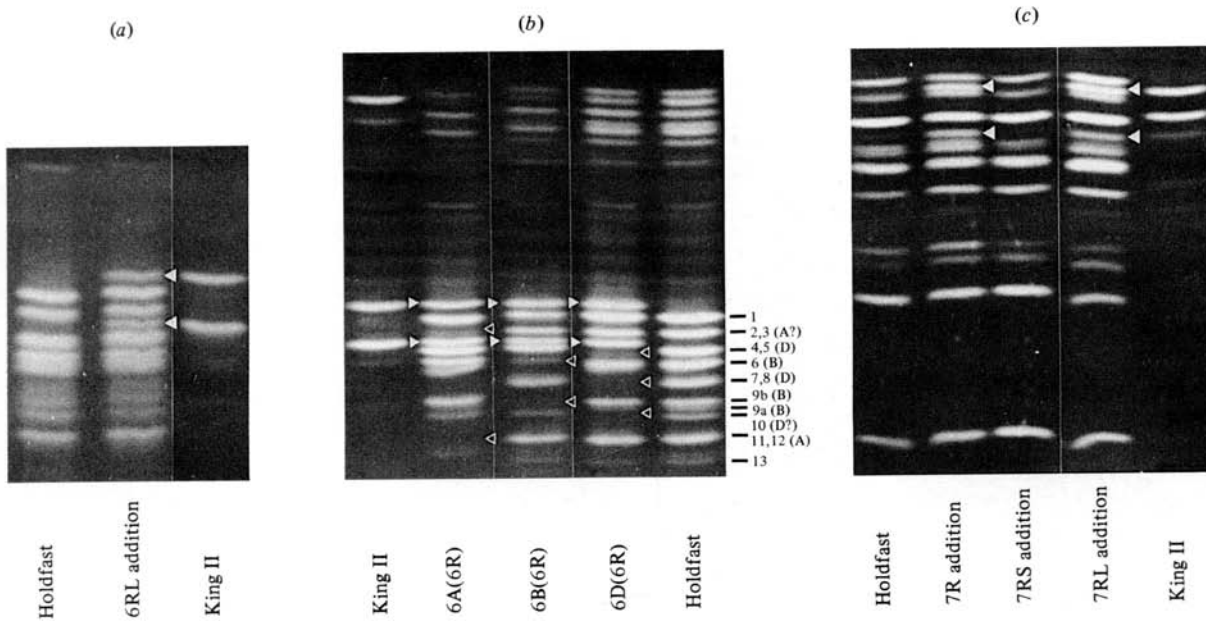 (a)
(b)
(c)
1
2,3 (A?)
4,5 (D)
6 (B)
7,8 (D)
9b (B)
9a (B)
10 (D?)
11,12 (A)
13
Holdfast
6RL addition
King II
King II
6A(6R)
6B(6R)
6D(6R)
Holdfast
Holdfast
7R addition
7RS addition
7RL addition
King II